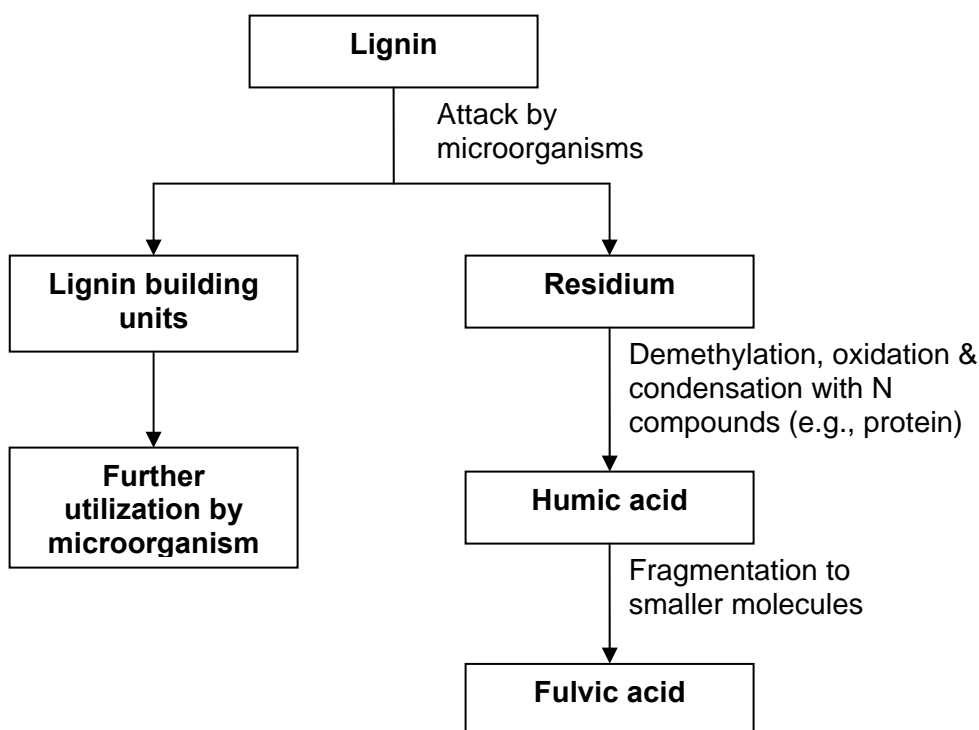 Lignin
Attack by
microorganisms
Lignin building
units
Residium
Demethylation, oxidation &
condensation with N
compounds (e.g., protein)
Further
utilization by
microorganism
Humic acid
Fragmentation to
smaller molecules
Fulvic acid